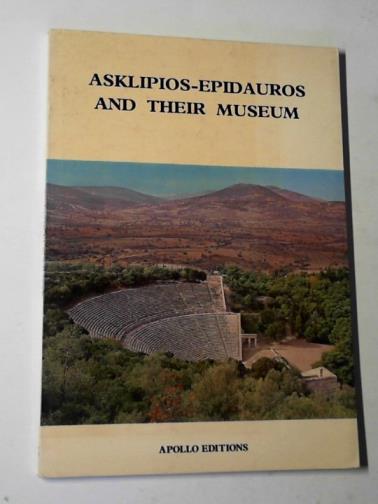 ASKLIPIOS-EPIDAUROS
AND THEIR MUSEUM
APOLLO EDITIONS